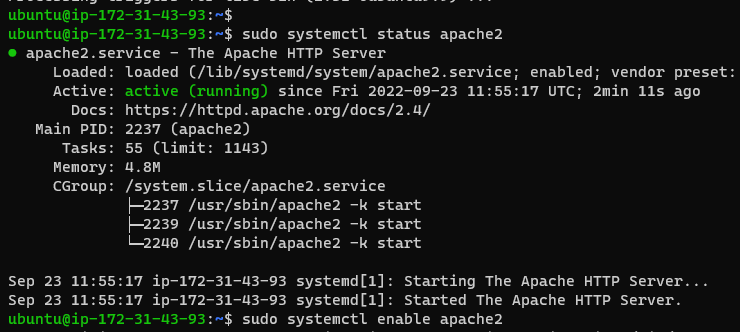 ubuntu@ip-172-31-43-93:~$
ubuntu@ip-172-31-43-93:~$ sudo systemctl status apache2
● apache2.service - The Apache HTTP Server
     Loaded: loaded (/lib/systemd/system/apache2.service; enabled; vendor preset:
     Active: active (running) since Fri 2022-09-23 11:55:17 UTC; 2min 11s ago
       Docs: https://httpd.apache.org/docs/2.4/
   Main PID: 2237 (apache2)
      Tasks: 55 (limit: 1143)
     Memory: 4.8M
     CGroup: /system.slice/apache2.service
             ├─2237 /usr/sbin/apache2 -k start
             ├─2239 /usr/sbin/apache2 -k start
             └─2240 /usr/sbin/apache2 -k start
Sep 23 11:55:17 ip-172-31-43-93 systemd[1]: Starting The Apache HTTP Server...
Sep 23 11:55:17 ip-172-31-43-93 systemd[1]: Started The Apache HTTP Server.
ubuntu@ip-172-31-43-93:~$ sudo systemctl enable apache2